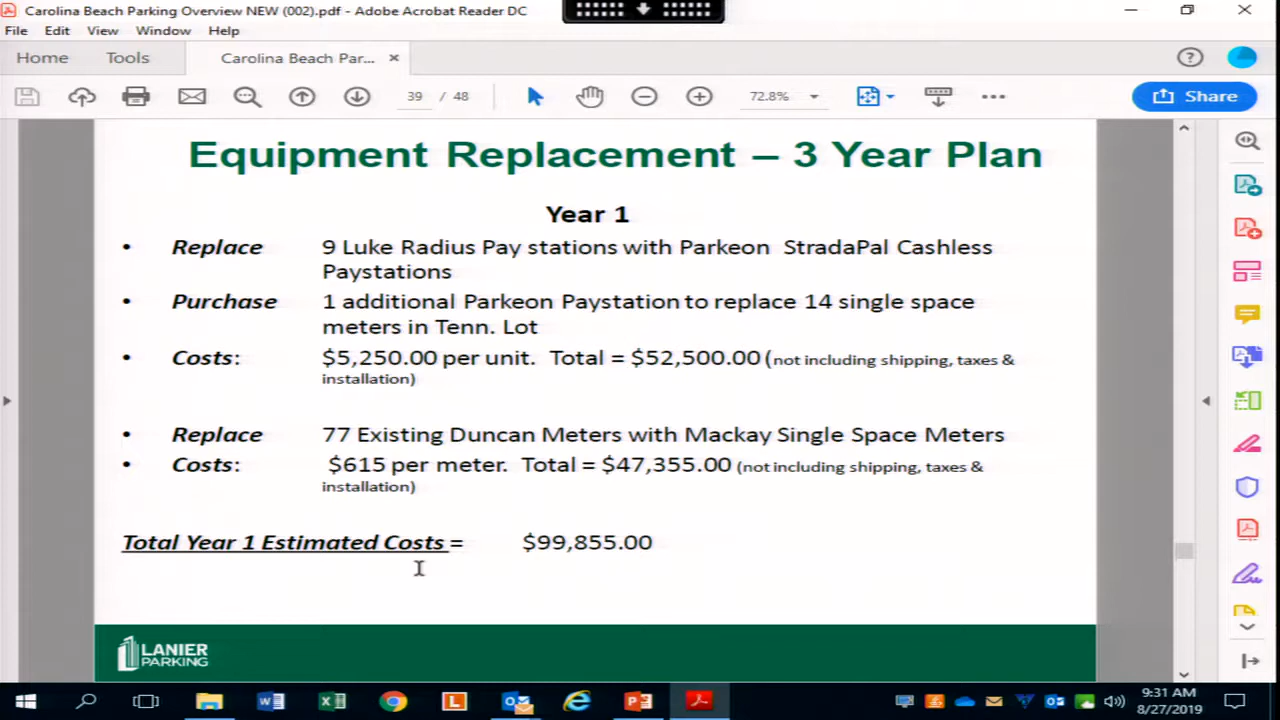 Carolina Beach Parking Overview NEW (002).pdf - Adobe Acrobat Reader DC
File Edit View Window Help
Home Tools Carolina Beach Par... ×
39 / 48 72.8% Share
Equipment Replacement – 3 Year Plan
Year 1
• Replace 9 Luke Radius Pay stations with Parkeon StradaPal Cashless
Paystations
• Purchase 1 additional Parkeon Paystation to replace 14 single space
meters in Tenn. Lot
• Costs: $5,250.00 per unit. Total = $52,500.00 (not including shipping, taxes &
installation)
• Replace 77 Existing Duncan Meters with Mackay Single Space Meters
• Costs: $615 per meter. Total = $47,355.00 (not including shipping, taxes &
installation)
Total Year 1 Estimated Costs = $99,855.00
LANIER
PARKING
9:31 AM
8/27/2019